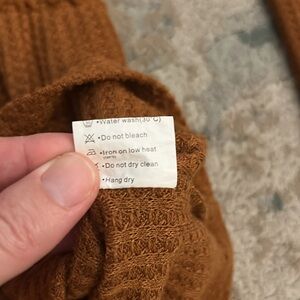 •Water wash(30°C)
•Do not bleach
•Iron on low heat
•Do not dry clean
•Hang dry